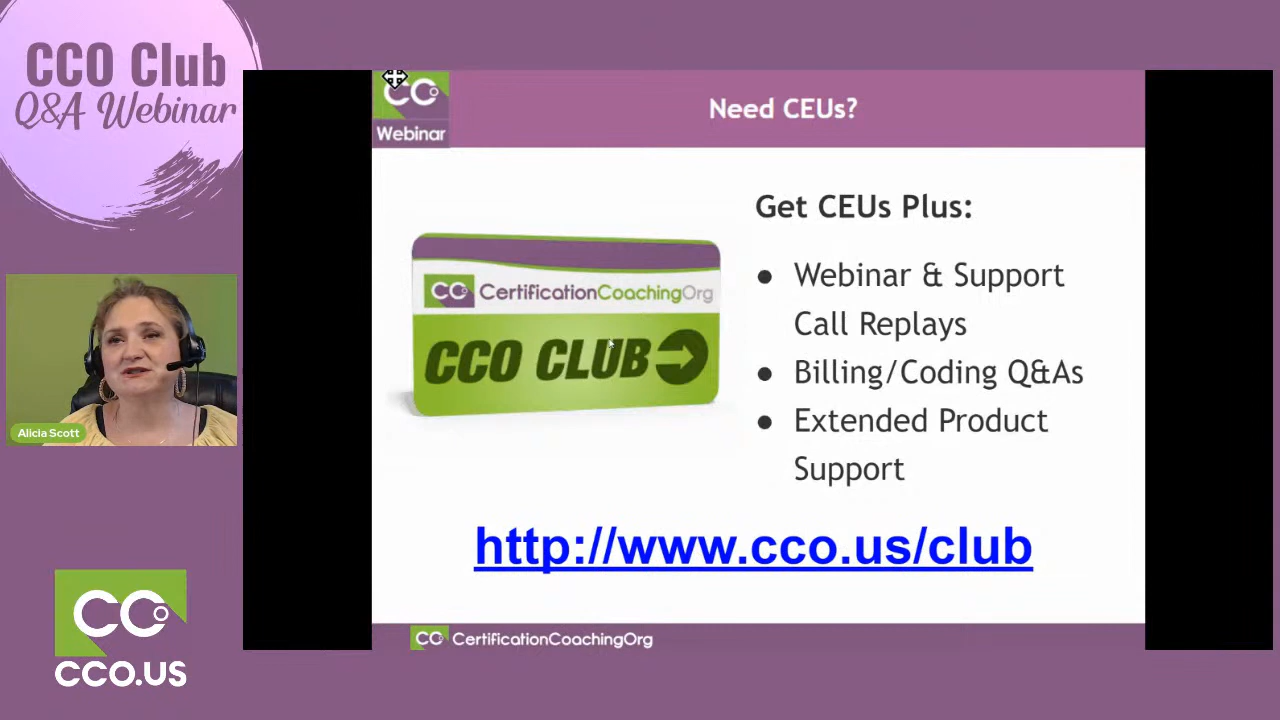 CCO Club
Q&A Webinar
Alicia Scott
CCO
CCO.US
CCO
Webinar
Need CEUs?
CCO CertificationCoachingOrg
CCO CLUB
Get CEUs Plus:
● Webinar & Support
Call Replays
● Billing/Coding Q&As
● Extended Product
Support
http://www.cco.us/club
CCO CertificationCoachingOrg